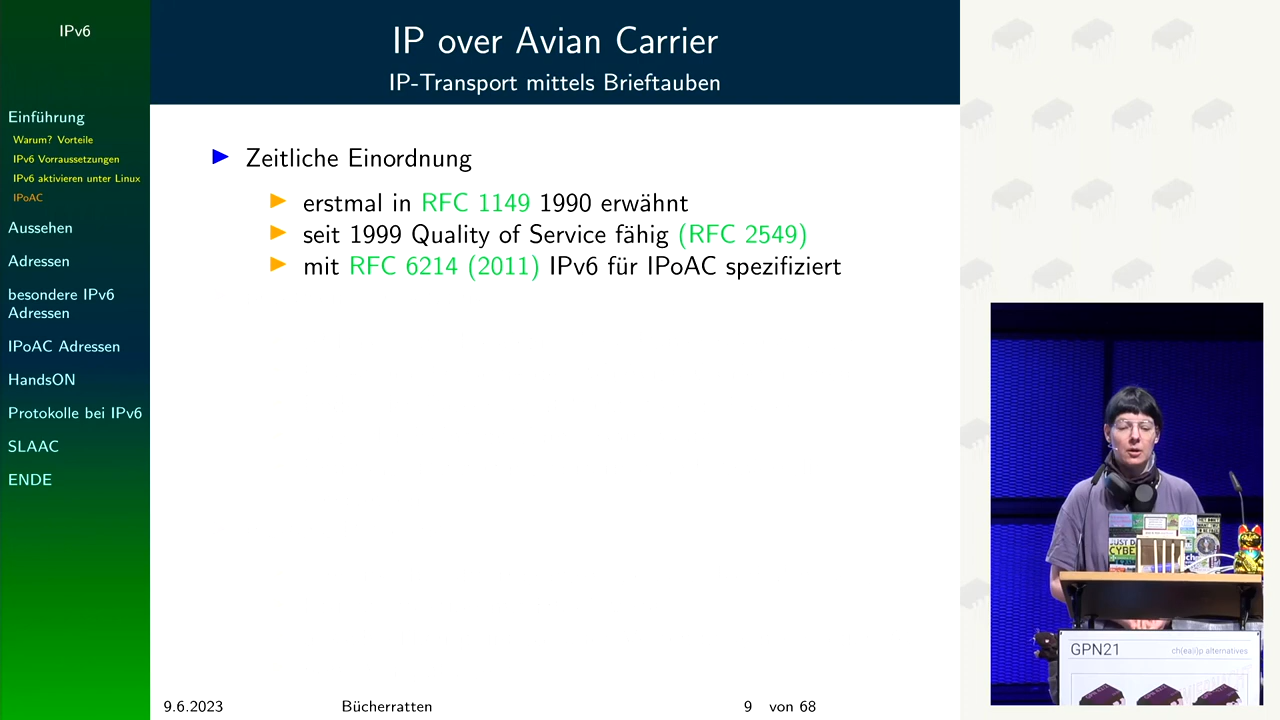 IPv6
IP over Avian Carrier
IP-Transport mittels Brieftauben
Einführung
Warum? Vorteile
IPv6 Vorraussetzungen
IPv6 aktivieren unter Linux
IPoAC
Aussehen
Adressen
besondere IPv6
Adressen
IPoAC Adressen
HandsON
Protokolle bei IPv6
SLAAC
ENDE
Zeitliche Einordnung
erstmal in RFC 1149 1990 erwähnt
seit 1999 Quality of Service fähig (RFC 2549)
mit RFC 6214 (2011) IPv6 für IPoAC spezifiziert
9.6.2023 Bücherratten 9 von 68
JUST D
CYBE
GPN21 ch(ea(i)p alternatives